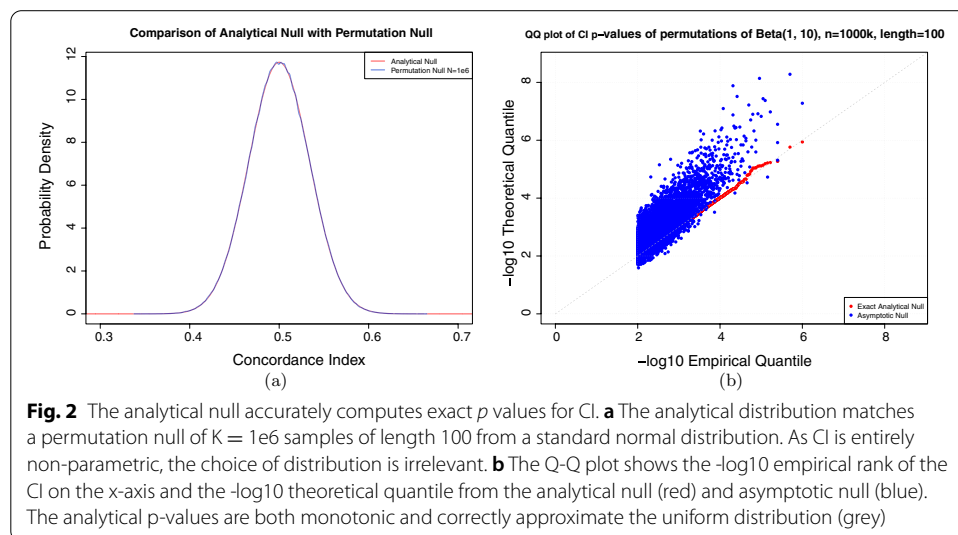 Comparison of Analytical Null with Permutation Null
Probability Density
12
10
8
6
4
2
0
Analytical Null
Permutation Null N=1e6
0.3 0.4 0.5 0.6 0.7
Concordance Index
(a)
QQ plot of CI p-values of permutations of Beta(1, 10), n=1000k, length=100
−log10 Theoretical Quantile
8
6
4
2
0
Exact Analytical Null
Asymptotic Null
0 2 4 6 8
−log10 Empirical Quantile
(b)
Fig. 2 The analytical null accurately computes exact p values for CI. a The analytical distribution matches
a permutation null of K = 1e6 samples of length 100 from a standard normal distribution. As CI is entirely
non-parametric, the choice of distribution is irrelevant. b The Q-Q plot shows the -log10 empirical rank of the
CI on the x-axis and the -log10 theoretical quantile from the analytical null (red) and asymptotic null (blue).
The analytical p-values are both monotonic and correctly approximate the uniform distribution (grey)